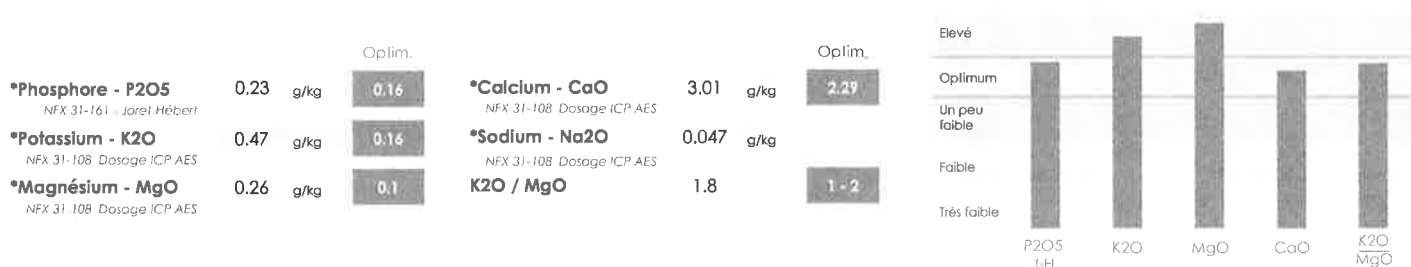 Optim.
*Phosphore - P2O5 0.23 g/kg 0.16
NFX 31-161 - Joret Hébert
*Potassium - K2O 0.47 g/kg 0.16
NFX 31-108 Dosage ICP AES
*Magnésium - MgO 0.26 g/kg 0.1
NFX 31-108 Dosage ICP AES
Optim.
*Calcium - CaO 3.01 g/kg 2.29
NFX 31-108 Dosage ICP AES
*Sodium - Na2O 0.047 g/kg
NFX 31-108 Dosage ICP AES
K2O / MgO 1.8 1 - 2
Elevé
Optimum
Un peu
faible
Faible
Très faible
P2O5 K2O MgO CaO K2O
MgO